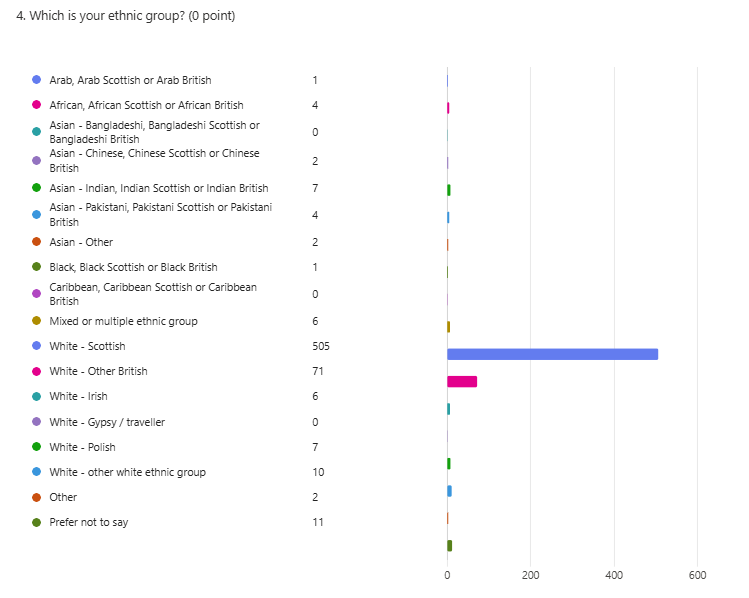 4. Which is your ethnic group? (0 point)
Arab, Arab Scottish or Arab British 1
African, African Scottish or African British 4
Asian - Bangladeshi, Bangladeshi Scottish or
Bangladeshi British 0
Asian - Chinese, Chinese Scottish or Chinese
British 2
Asian - Indian, Indian Scottish or Indian British 7
Asian - Pakistani, Pakistani Scottish or Pakistani
British 4
Asian - Other 2
Black, Black Scottish or Black British 1
Caribbean, Caribbean Scottish or Caribbean
British 0
Mixed or multiple ethnic group 6
White - Scottish 505
White - Other British 71
White - Irish 6
White - Gypsy / traveller 0
White - Polish 7
White - other white ethnic group 10
Other 2
Prefer not to say 11
0 200 400 600